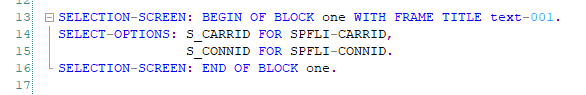 13 SELECTION-SCREEN: BEGIN OF BLOCK one WITH FRAME TITLE text-001.
14 SELECT-OPTIONS: S_CARRID FOR SPFLI-CARRID,
15 S_CONNID FOR SPFLI-CONNID.
16 SELECTION-SCREEN: END OF BLOCK one.
17